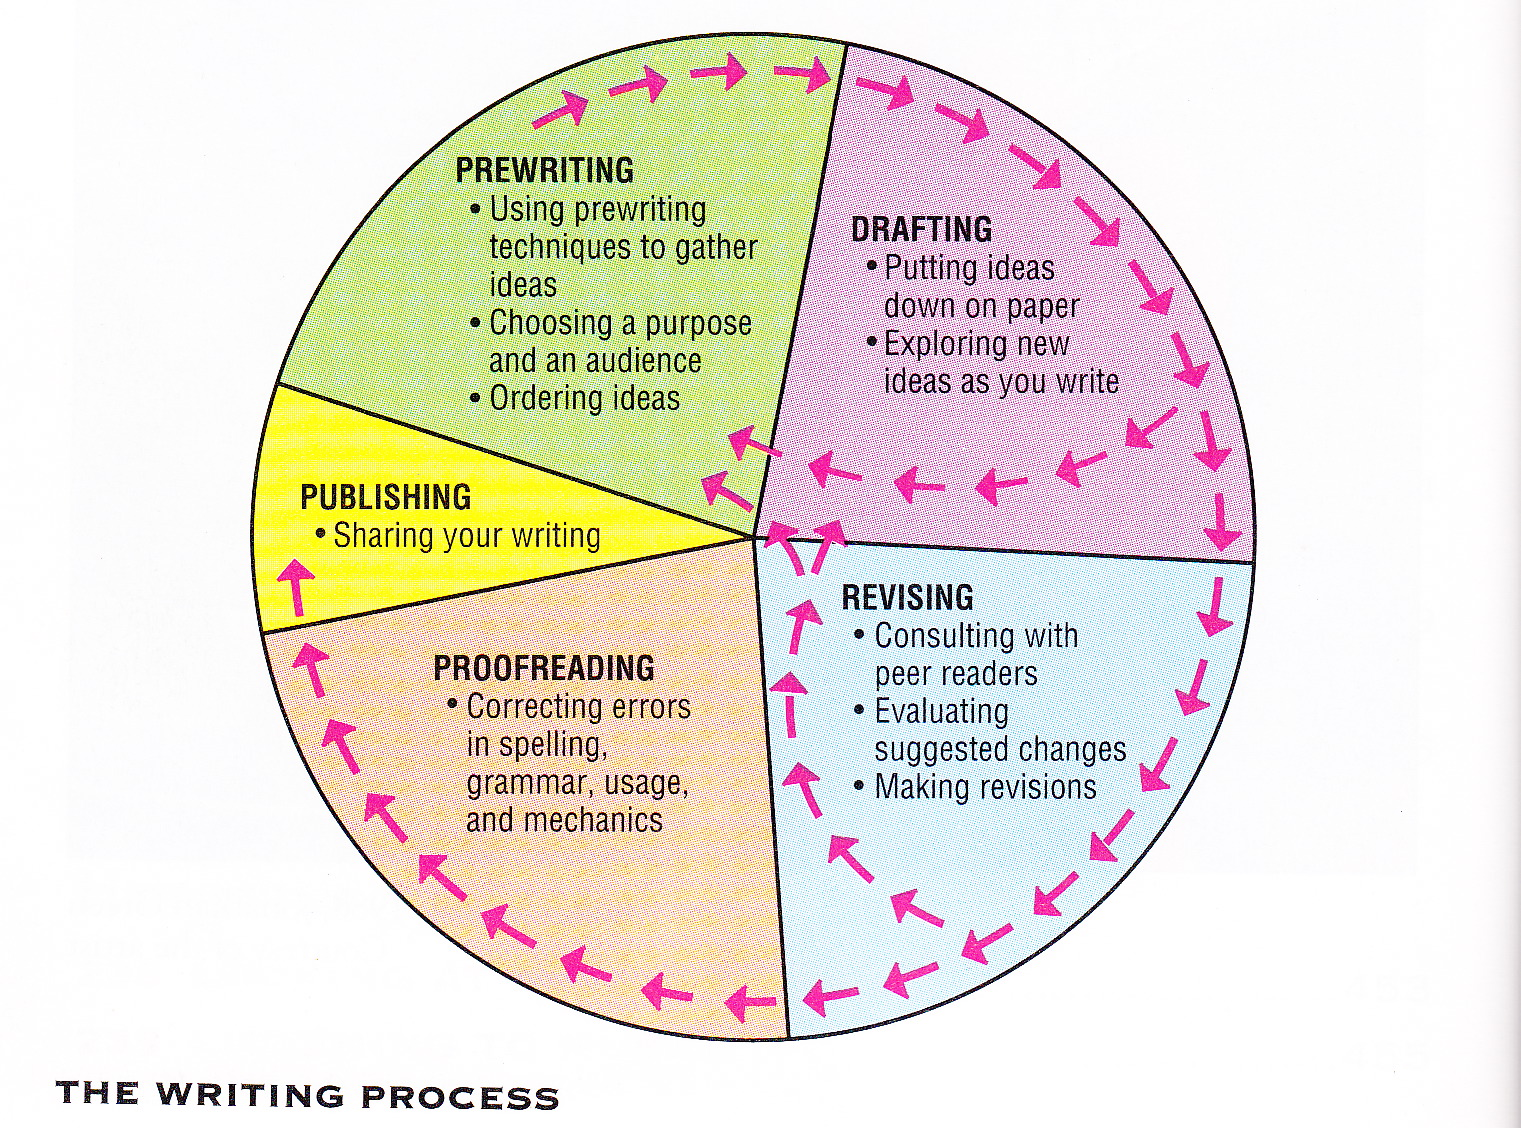 PREWRITING
• Using prewriting
techniques to gather
ideas
• Choosing a purpose
and an audience
• Ordering ideas
DRAFTING
• Putting ideas
down on paper
• Exploring new
ideas as you write
REVISING
• Consulting with
peer readers
• Evaluating
suggested changes
• Making revisions
PROOFREADING
• Correcting errors
in spelling,
grammar, usage,
and mechanics
PUBLISHING
• Sharing your writing
THE WRITING PROCESS